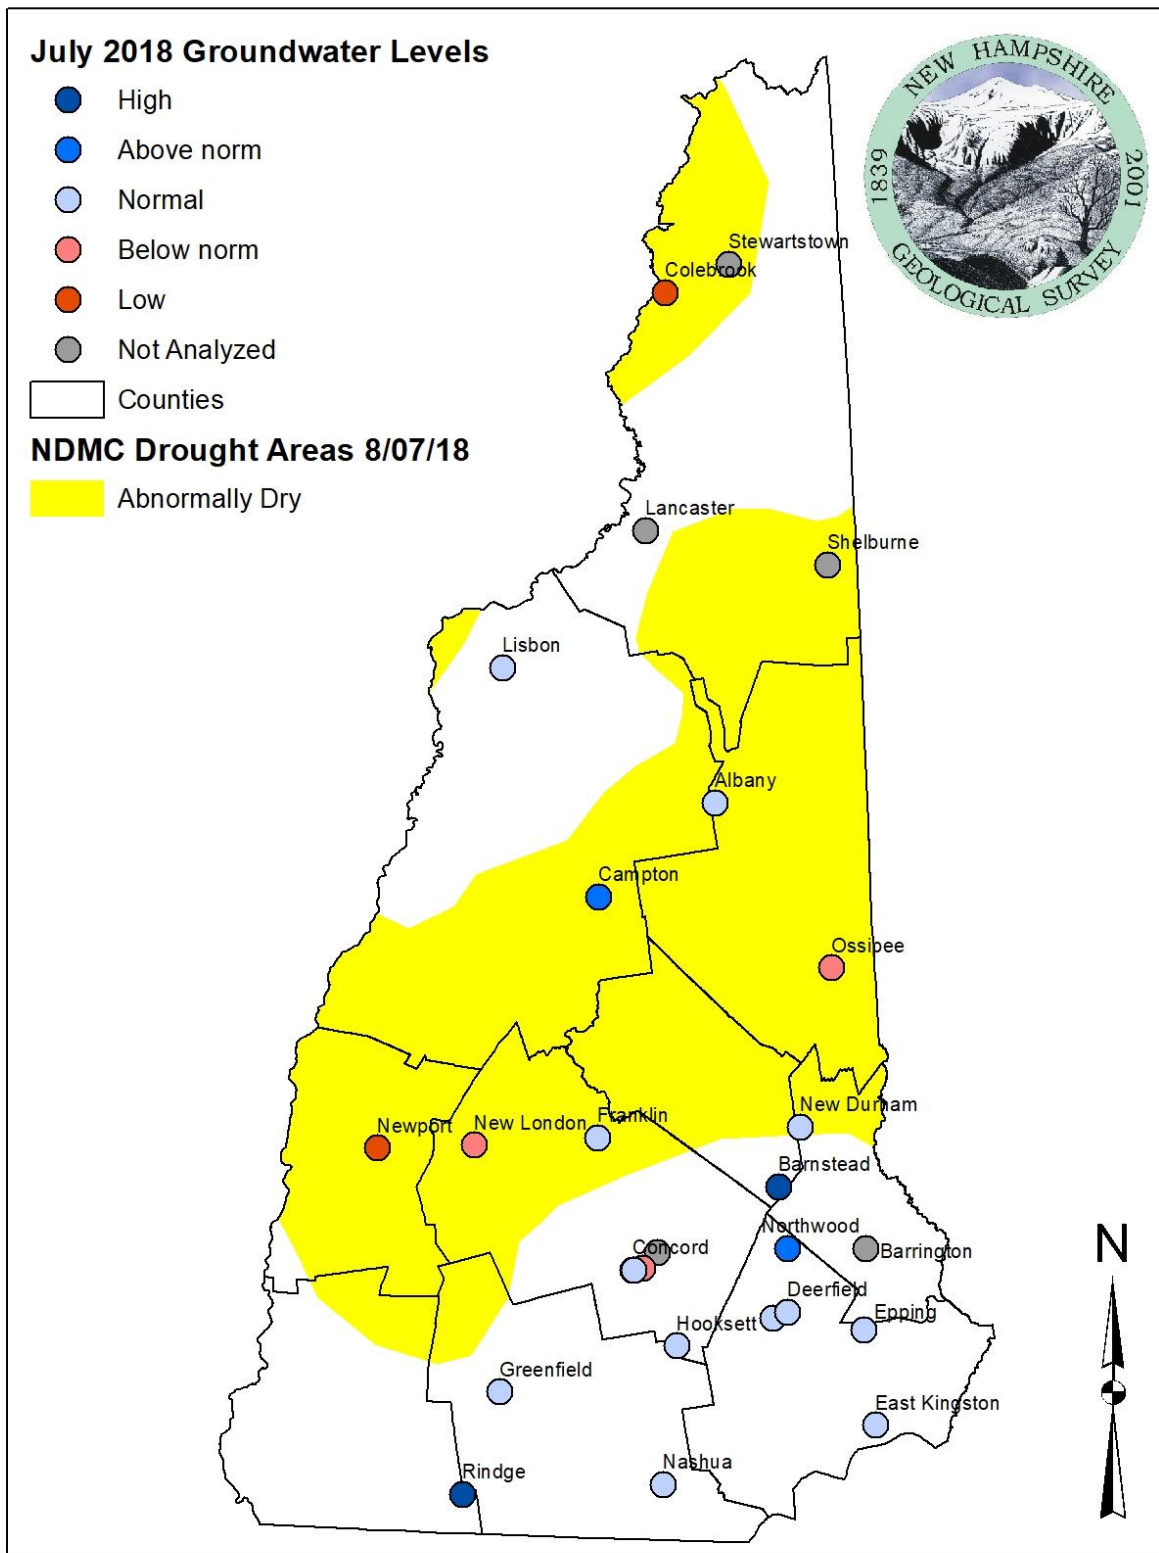 July 2018 Groundwater Levels
High
Above norm
Normal
Below norm
Low
Not Analyzed
Counties
NDMC Drought Areas 8/07/18
Abnormally Dry
NEW HAMPSHIRE
1839
2001
GEOLOGICAL SURVEY
Stewartstown
Colebrook
Lancaster
Shelburne
Lisbon
Albany
Campton
Ossipee
New Durham
Franklin
New London
Newport
Barnstead
Northwood
Concord
Barrington
Deerfield
Epping
Hooksett
Greenfield
East Kingston
Nashua
Rindge
N